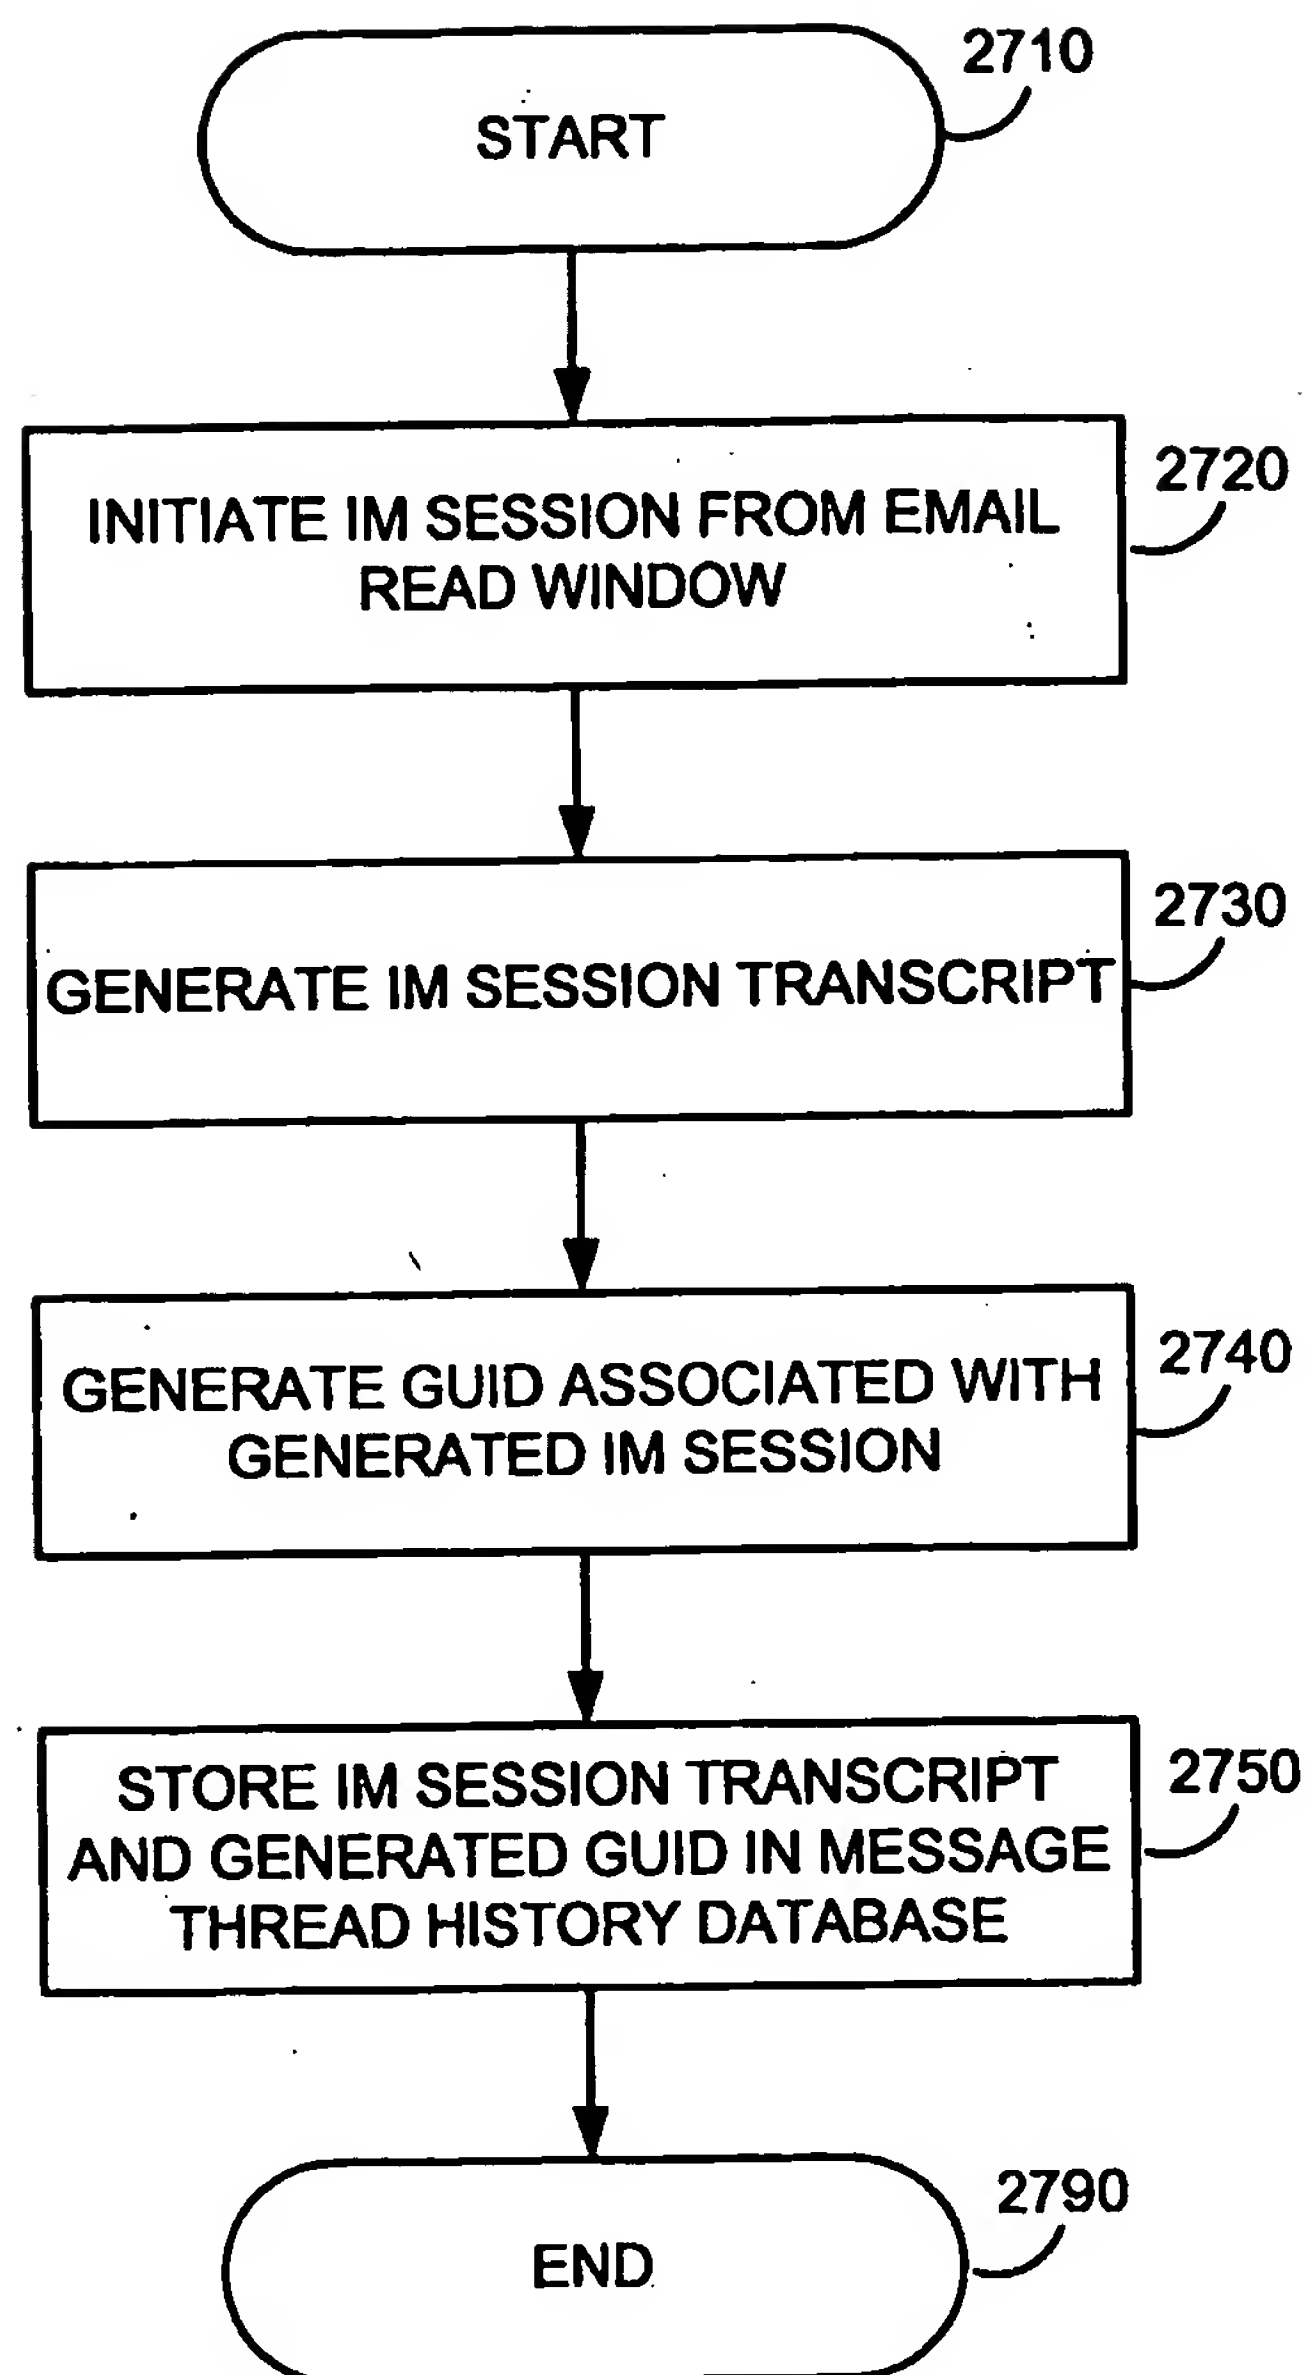 2710
START
2720
INITIATE IM SESSION FROM EMAIL
READ WINDOW
2730
GENERATE IM SESSION TRANSCRIPT
2740
GENERATE GUID ASSOCIATED WITH
GENERATED IM SESSION
2750
STORE IM SESSION TRANSCRIPT
AND GENERATED GUID IN MESSAGE
THREAD HISTORY DATABASE
2790
END